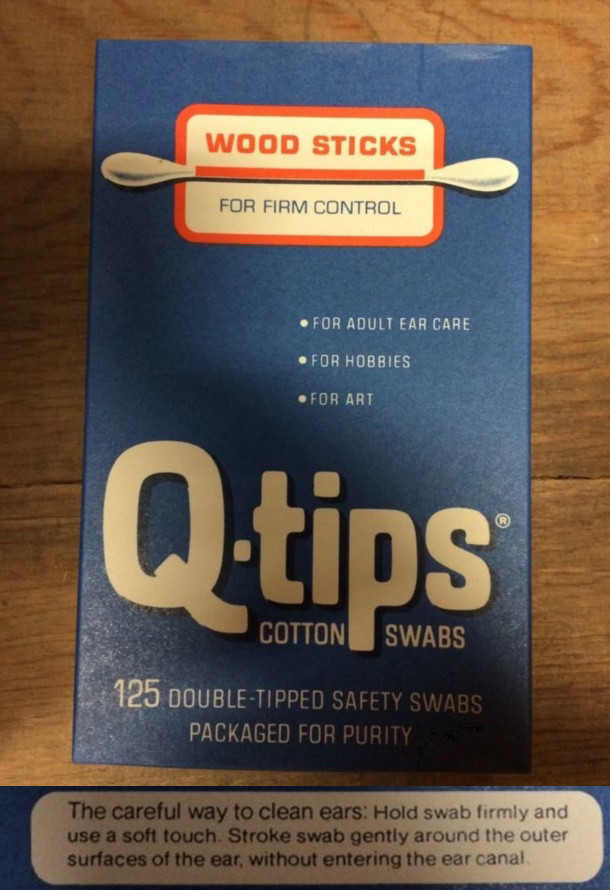 WOOD STICKS
FOR FIRM CONTROL
• FOR ADULT EAR CARE
• FOR HOBBIES
• FOR ART
Q·tips®
COTTON SWABS
125 DOUBLE-TIPPED SAFETY SWABS
PACKAGED FOR PURITY
The careful way to clean ears: Hold swab firmly and
use a soft touch. Stroke swab gently around the outer
surfaces of the ear, without entering the ear canal.